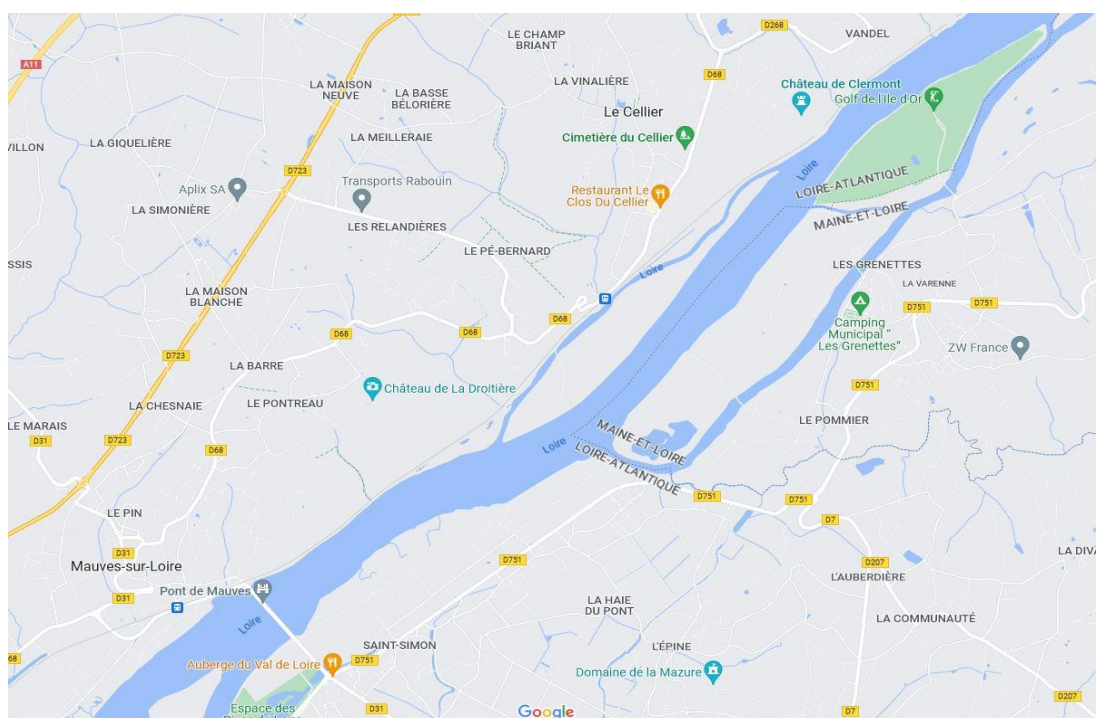 D268
VANDEL
LE CHAMP
BRIANT
A11
D723
D68
LA VINALIÈRE
Château de Clermont
LA MAISON
NEUVE
LA BASSE
BÉLORIÈRE
Golf de l'Ile d'Or
Le Cellier
LA MEILLERAIE
Cimetière du Cellier
VILLON
LA GIQUELIÈRE
D723
Loire
Aplix SA
Transports Rabouin
LOIRE-ATLANTIQUE
Restaurant Le
Clos Du Cellier
LA SIMONIÈRE
MAINE-ET-LOIRE
LES RELANDIÈRES
LE PÉ-BERNARD
SSIS
LES GRENETTES
Loire
LA MAISON
BLANCHE
LA VARENNE
D751
D751
D68
D68
D68
Camping
Municipal "
Les Grenettes"
ZW France
D723
LA BARRE
Château de La Droitière
D751
LA CHESNAIE
LE PONTREAU
LE POMMIER
LE MARAIS
D31
D723
D68
Loire
MAINE-ET-LOIRE
LOIRE-ATLANTIQUE
D751
D751
LE PIN
D7
D31
D751
LA DIVA
Mauves-sur-Loire
D207
L'AUBERDIÈRE
Pont de Mauves
D31
LA HAIE
DU PONT
LA COMMUNAUTÉ
Loire
SAINT-SIMON
L'ÉPINE
D68
Auberge du Val de Loire
D751
Domaine de la Mazure
D207
Espace des
D31
Google
D7